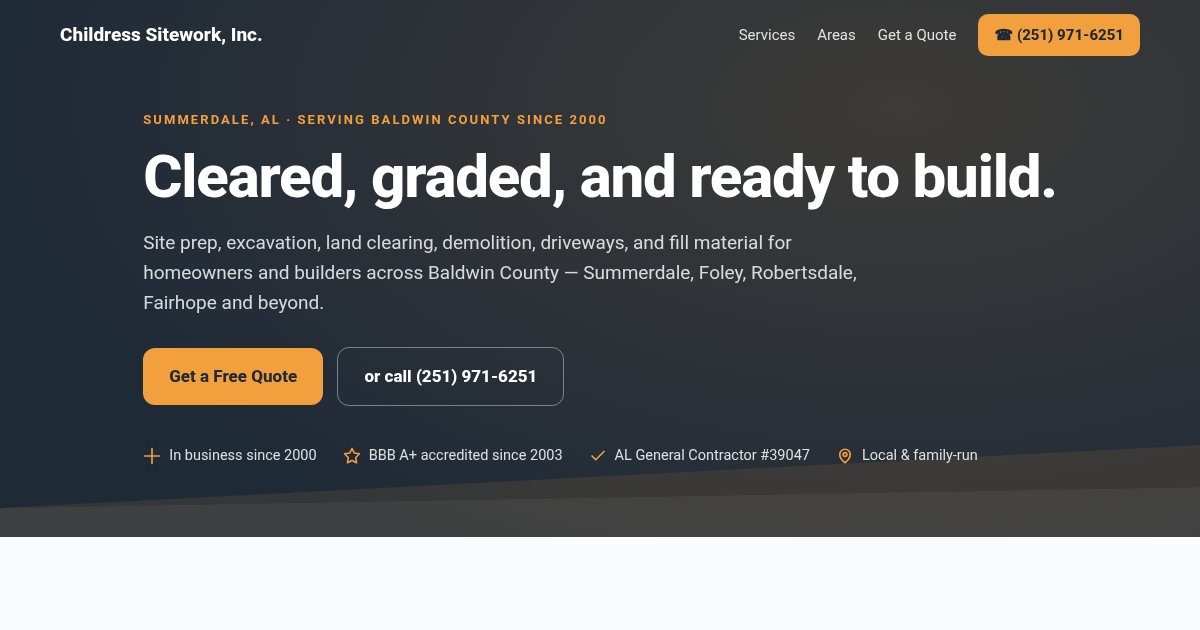 Childress Sitework, Inc.
Services
Areas
Get a Quote
☎ (251) 971-6251
SUMMERDALE, AL · SERVING BALDWIN COUNTY SINCE 2000
Cleared, graded, and ready to build.
Site prep, excavation, land clearing, demolition, driveways, and fill material for
homeowners and builders across Baldwin County — Summerdale, Foley, Robertsdale,
Fairhope and beyond.
Get a Free Quote
or call (251) 971-6251
In business since 2000
BBB A+ accredited since 2003
AL General Contractor #39047
Local & family-run